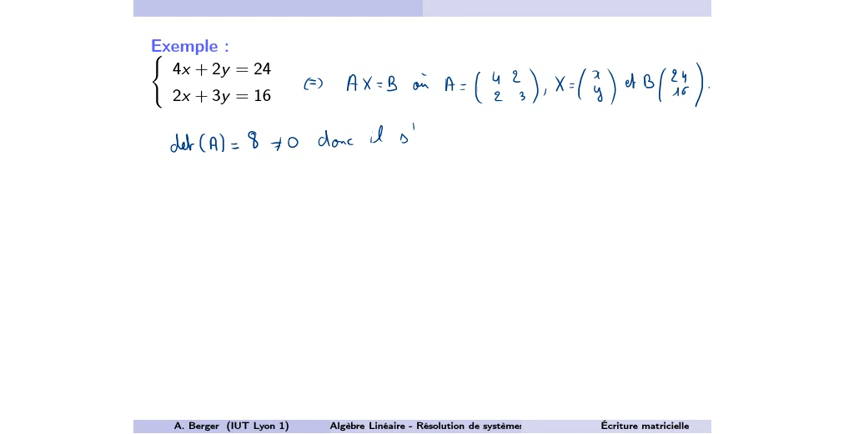 Exemple :
4x + 2y = 24
2x + 3y = 16
(=) AX = B où A = ( 4 2 ) , X = ( x ) et B ( 24 ) .
( 2 3 ) ( y ) ( 16 )
det (A) = 8 ≠ 0 donc il s'
A. Berger (IUT Lyon 1) Algèbre Linéaire - Résolution de systèmes Écriture matricielle